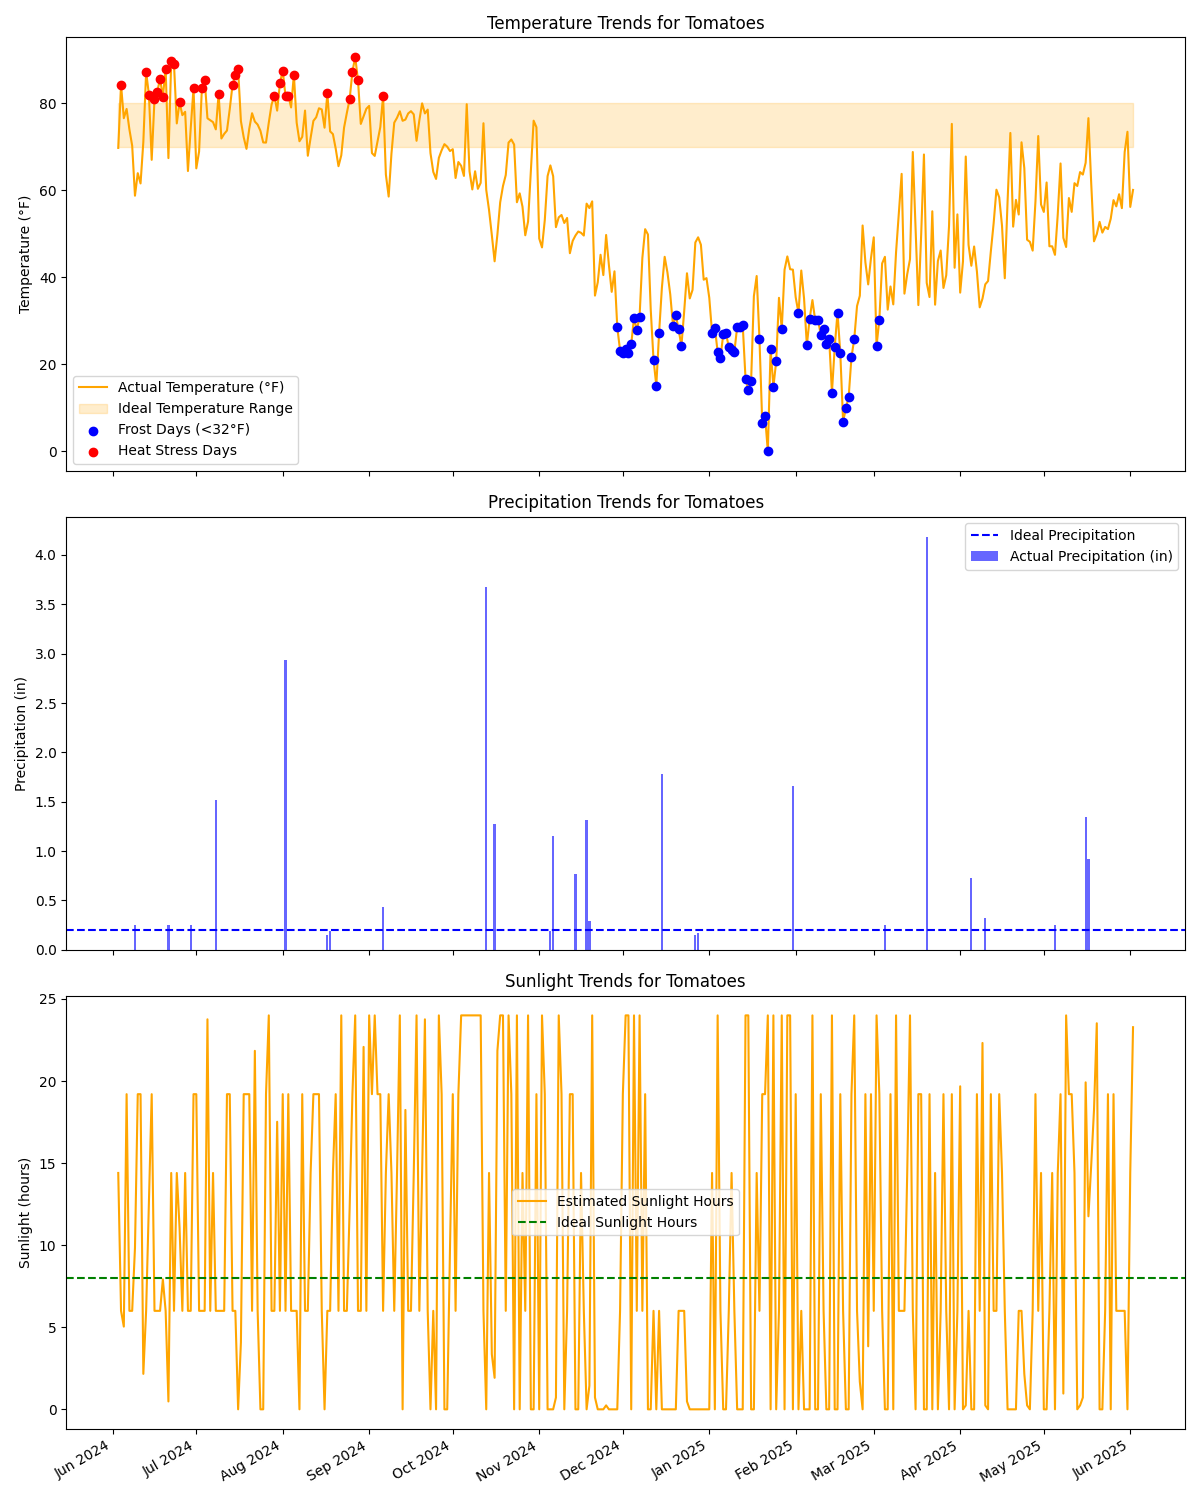 Temperature Trends for Tomatoes
80
60
40
20
0
Temperature (°F)
Actual Temperature (°F)
Ideal Temperature Range
Frost Days (<32°F)
Heat Stress Days
Precipitation Trends for Tomatoes
4.0
3.5
3.0
2.5
2.0
1.5
1.0
0.5
0.0
Precipitation (in)
Ideal Precipitation
Actual Precipitation (in)
Sunlight Trends for Tomatoes
25
20
15
10
5
0
Sunlight (hours)
Estimated Sunlight Hours
Ideal Sunlight Hours
Jun 2024
Jul 2024
Aug 2024
Sep 2024
Oct 2024
Nov 2024
Dec 2024
Jan 2025
Feb 2025
Mar 2025
Apr 2025
May 2025
Jun 2025